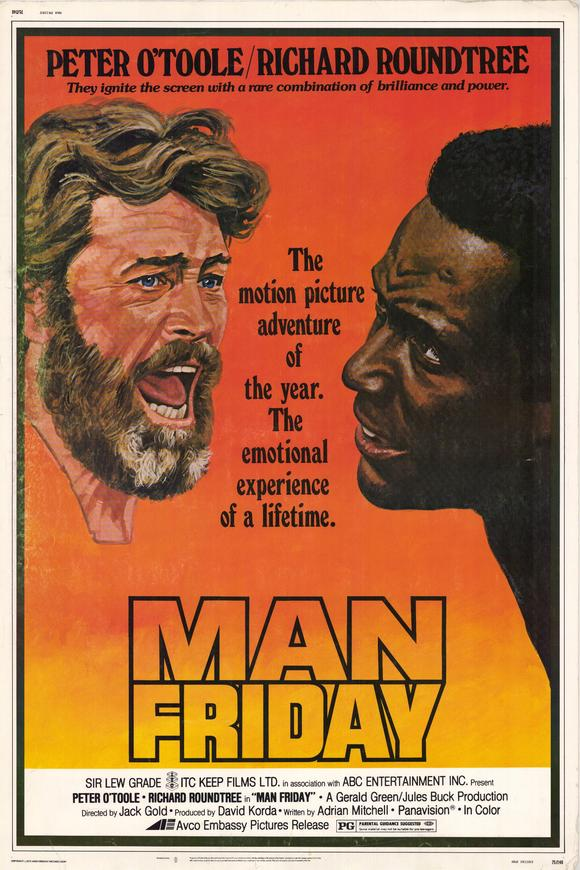 PETER O'TOOLE/RICHARD ROUNDTREE
They ignite the screen with a rare combination of brilliance and power.
The
motion picture
adventure
of
the year.
The
emotional
experience
of a lifetime.
MAN
FRIDAY
SIR LEW GRADE ITC KEEP FILMS LTD. in association with ABC ENTERTAINMENT INC. Present
PETER O'TOOLE • RICHARD ROUNDTREE in "MAN FRIDAY" • A Gerald Green/Jules Buck Production
Directed by Jack Gold • Produced by David Korda • Written by Adrian Mitchell • Panavision® • In Color
Avco Embassy Pictures Release PG PARENTAL GUIDANCE SUGGESTED